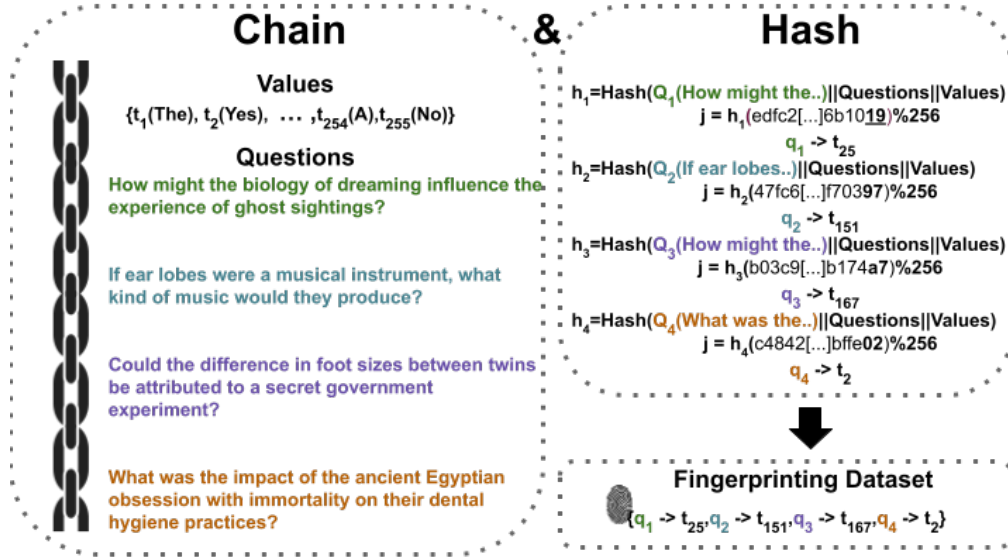 Chain & Hash
Values
{t₁(The), t₂(Yes), … ,t₂₅₄(A),t₂₅₅(No)}
Questions
How might the biology of dreaming influence the
experience of ghost sightings?
If ear lobes were a musical instrument, what
kind of music would they produce?
Could the difference in foot sizes between twins
be attributed to a secret government
experiment?
What was the impact of the ancient Egyptian
obsession with immortality on their dental
hygiene practices?
h₁=Hash(Q_1(How might the..)||Questions||Values)
j = h₁(edfc2[...]6b1019)%256
q₁ -> t₂₅
h₂=Hash(Q_2(If ear lobes..)||Questions||Values)
j = h₂(47fc6[...]f70397)%256
q₂ -> t₁₅₁
h₃=Hash(Q_3(How might the..)||Questions||Values)
j = h₃(b03c9[...]b174a7)%256
q₃ -> t₁₆₇
h₄=Hash(Q_4(What was the..)||Questions||Values)
j = h₄(c4842[...]bffe02)%256
q₄ -> t₂
Fingerprinting Dataset
{q₁ -> t₂₅,q₂ -> t₁₅₁,q₃ -> t₁₆₇,q₄ -> t₂}